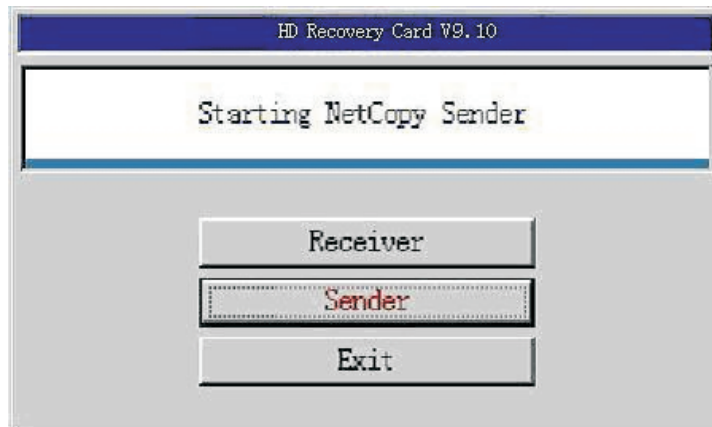 HD Recovery Card V9.10
Starting NetCopy Sender
Receiver
Sender
Exit